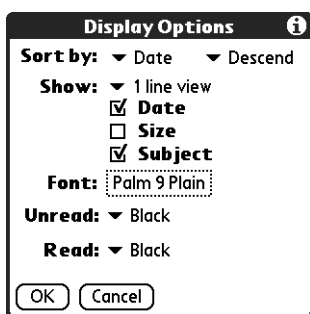 Display Options i
Sort by: Date Descend
Show: 1 line view
Date
Size
Subject
Font: Palm 9 Plain
Unread: Black
Read: Black
OK Cancel